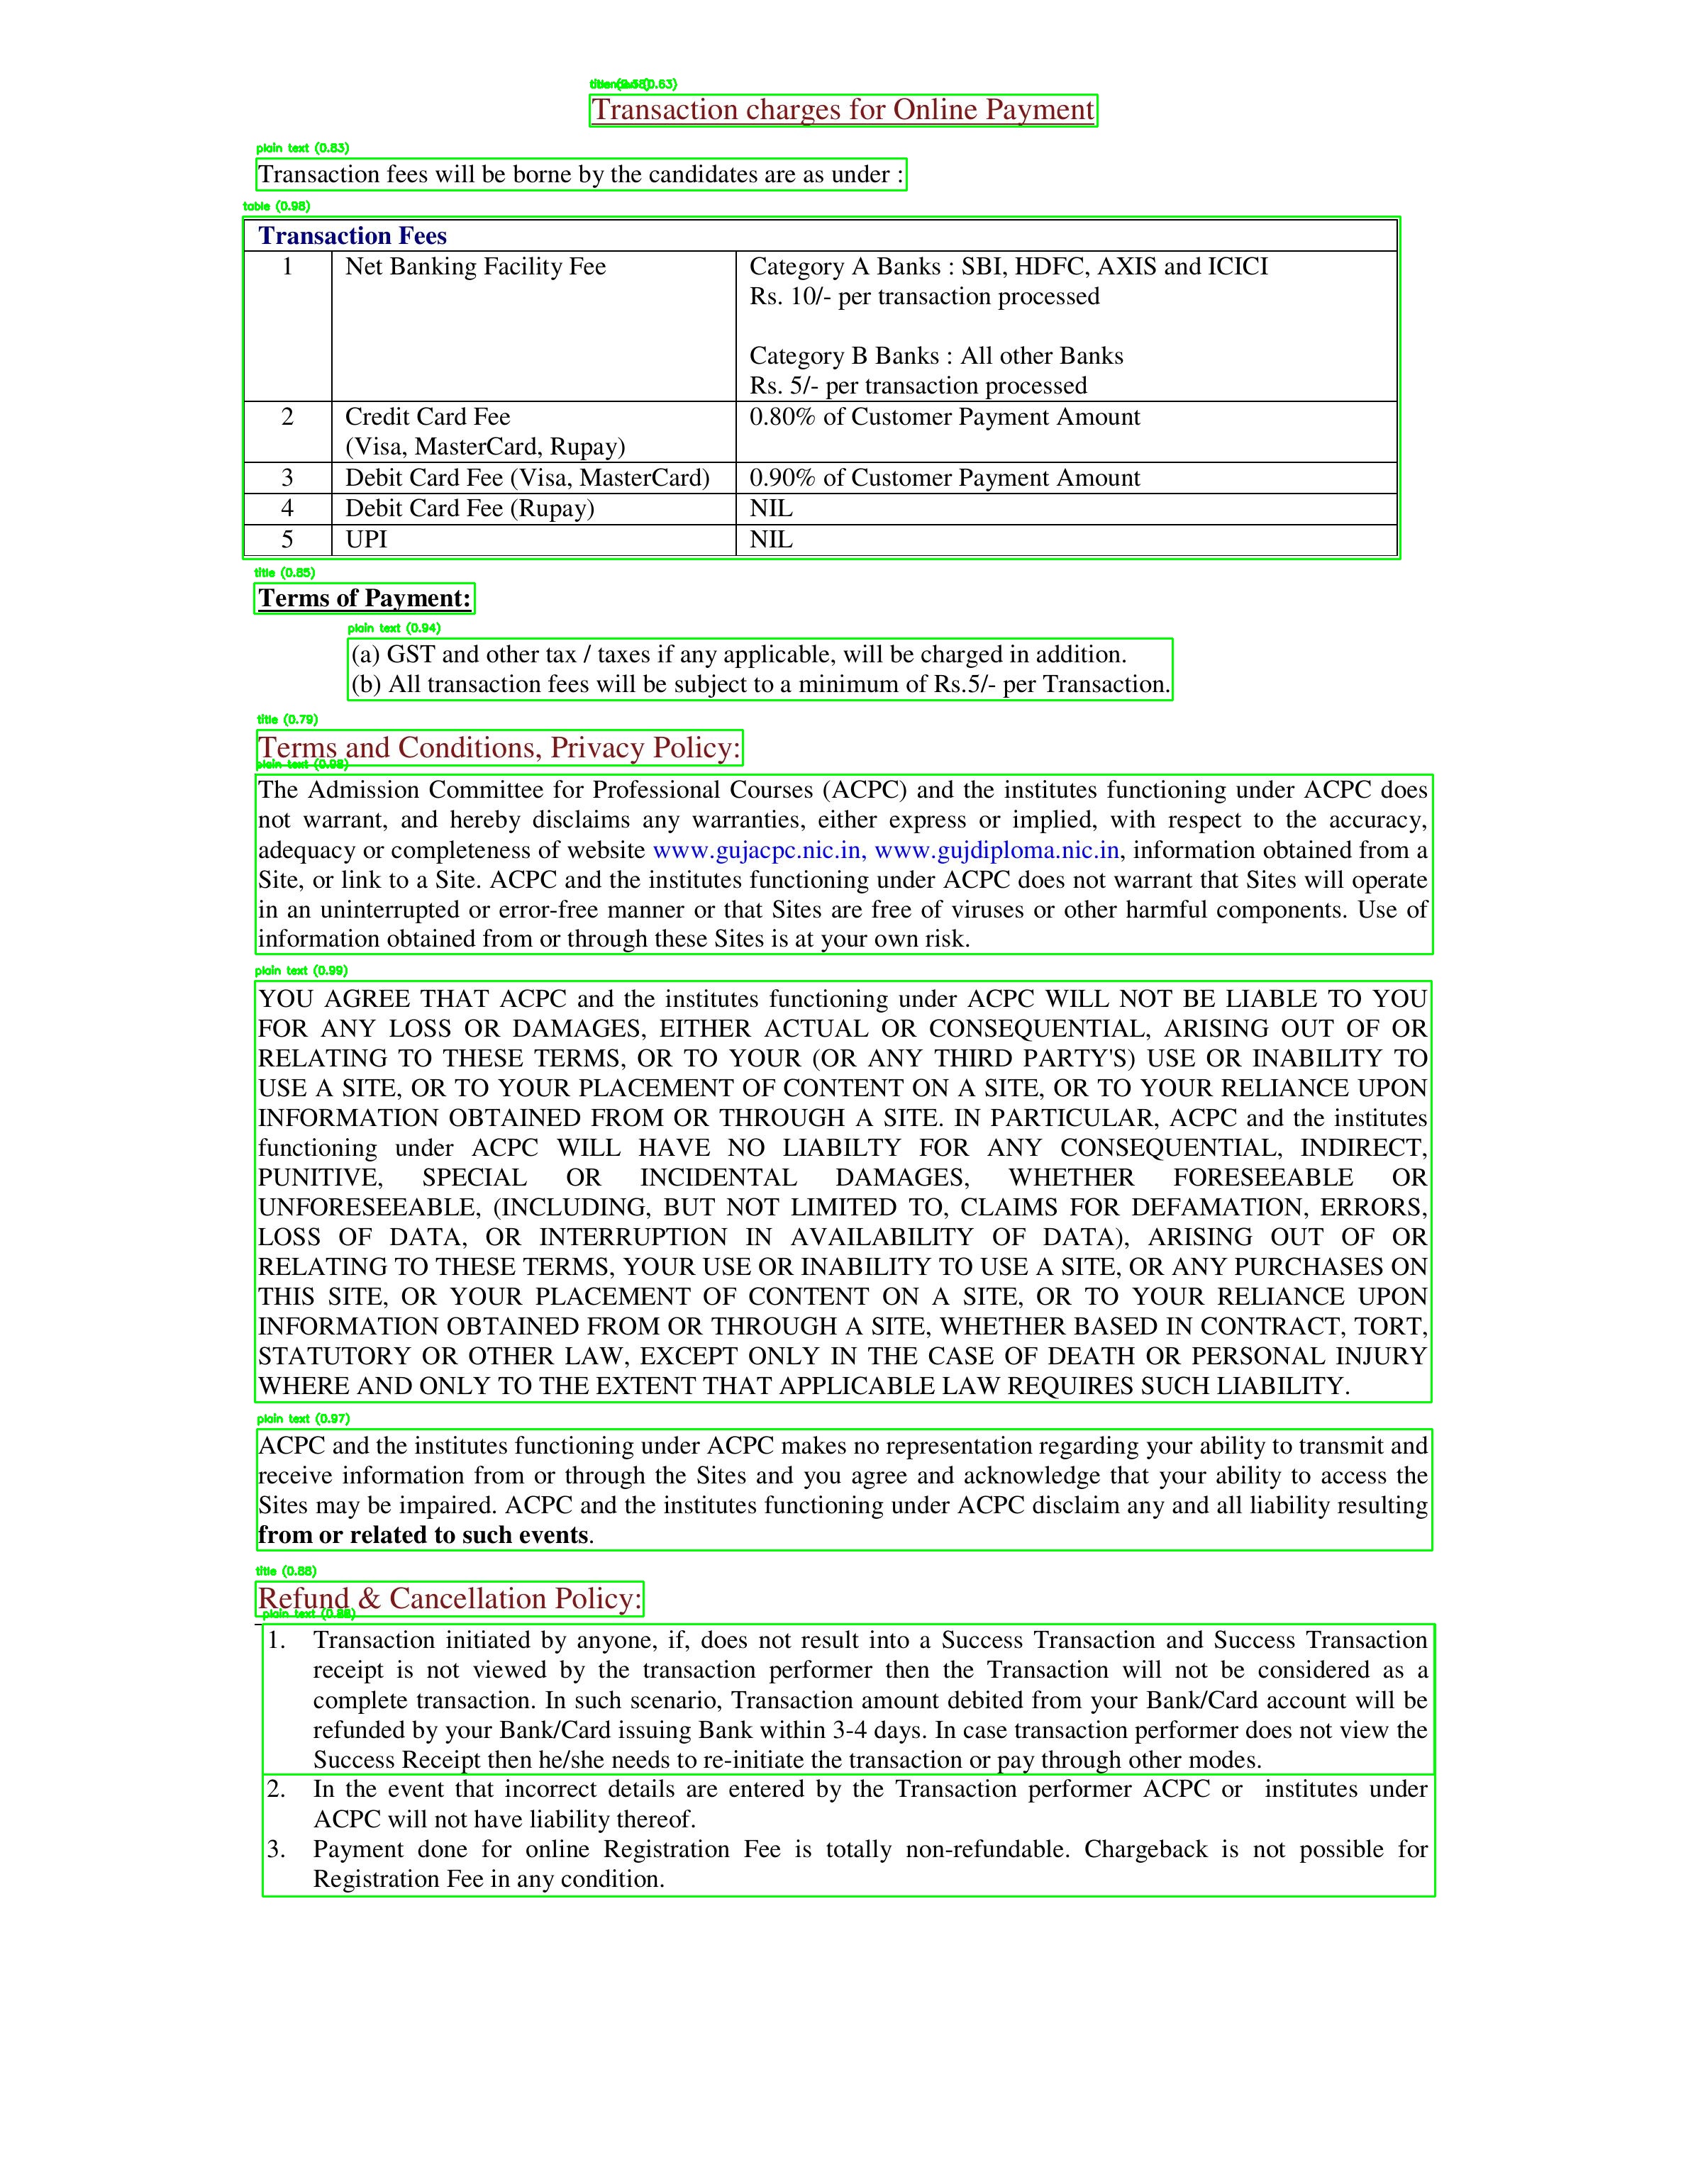 Transaction charges for Online Payment
plain text (0.83)
Transaction fees will be borne by the candidates are as under :
table (0.98)
Transaction Fees
1 Net Banking Facility Fee Category A Banks : SBI, HDFC, AXIS and ICICI
Rs. 10/- per transaction processed
Category B Banks : All other Banks
Rs. 5/- per transaction processed
2 Credit Card Fee 0.80% of Customer Payment Amount
(Visa, MasterCard, Rupay)
3 Debit Card Fee (Visa, MasterCard) 0.90% of Customer Payment Amount
4 Debit Card Fee (Rupay) NIL
5 UPI NIL
title (0.85)
Terms of Payment:
plain text (0.94)
(a) GST and other tax / taxes if any applicable, will be charged in addition.
(b) All transaction fees will be subject to a minimum of Rs.5/- per Transaction.
title (0.79)
Terms and Conditions, Privacy Policy:
plain text (0.98)
The Admission Committee for Professional Courses (ACPC) and the institutes functioning under ACPC does
not warrant, and hereby disclaims any warranties, either express or implied, with respect to the accuracy,
adequacy or completeness of website www.gujacpc.nic.in, www.gujdiploma.nic.in, information obtained from a
Site, or link to a Site. ACPC and the institutes functioning under ACPC does not warrant that Sites will operate
in an uninterrupted or error-free manner or that Sites are free of viruses or other harmful components. Use of
information obtained from or through these Sites is at your own risk.
plain text (0.99)
YOU AGREE THAT ACPC and the institutes functioning under ACPC WILL NOT BE LIABLE TO YOU
FOR ANY LOSS OR DAMAGES, EITHER ACTUAL OR CONSEQUENTIAL, ARISING OUT OF OR
RELATING TO THESE TERMS, OR TO YOUR (OR ANY THIRD PARTY'S) USE OR INABILITY TO
USE A SITE, OR TO YOUR PLACEMENT OF CONTENT ON A SITE, OR TO YOUR RELIANCE UPON
INFORMATION OBTAINED FROM OR THROUGH A SITE. IN PARTICULAR, ACPC and the institutes
functioning under ACPC WILL HAVE NO LIABILTY FOR ANY CONSEQUENTIAL, INDIRECT,
PUNITIVE, SPECIAL OR INCIDENTAL DAMAGES, WHETHER FORESEEABLE OR
UNFORESEEABLE, (INCLUDING, BUT NOT LIMITED TO, CLAIMS FOR DEFAMATION, ERRORS,
LOSS OF DATA, OR INTERRUPTION IN AVAILABILITY OF DATA), ARISING OUT OF OR
RELATING TO THESE TERMS, YOUR USE OR INABILITY TO USE A SITE, OR ANY PURCHASES ON
THIS SITE, OR YOUR PLACEMENT OF CONTENT ON A SITE, OR TO YOUR RELIANCE UPON
INFORMATION OBTAINED FROM OR THROUGH A SITE, WHETHER BASED IN CONTRACT, TORT,
STATUTORY OR OTHER LAW, EXCEPT ONLY IN THE CASE OF DEATH OR PERSONAL INJURY
WHERE AND ONLY TO THE EXTENT THAT APPLICABLE LAW REQUIRES SUCH LIABILITY.
plain text (0.97)
ACPC and the institutes functioning under ACPC makes no representation regarding your ability to transmit and
receive information from or through the Sites and you agree and acknowledge that your ability to access the
Sites may be impaired. ACPC and the institutes functioning under ACPC disclaim any and all liability resulting
from or related to such events.
title (0.88)
Refund & Cancellation Policy:
plain text
1. Transaction initiated by anyone, if, does not result into a Success Transaction and Success Transaction
receipt is not viewed by the transaction performer then the Transaction will not be considered as a
complete transaction. In such scenario, Transaction amount debited from your Bank/Card account will be
refunded by your Bank/Card issuing Bank within 3-4 days. In case transaction performer does not view the
Success Receipt then he/she needs to re-initiate the transaction or pay through other modes.
2. In the event that incorrect details are entered by the Transaction performer ACPC or institutes under
ACPC will not have liability thereof.
3. Payment done for online Registration Fee is totally non-refundable. Chargeback is not possible for
Registration Fee in any condition.